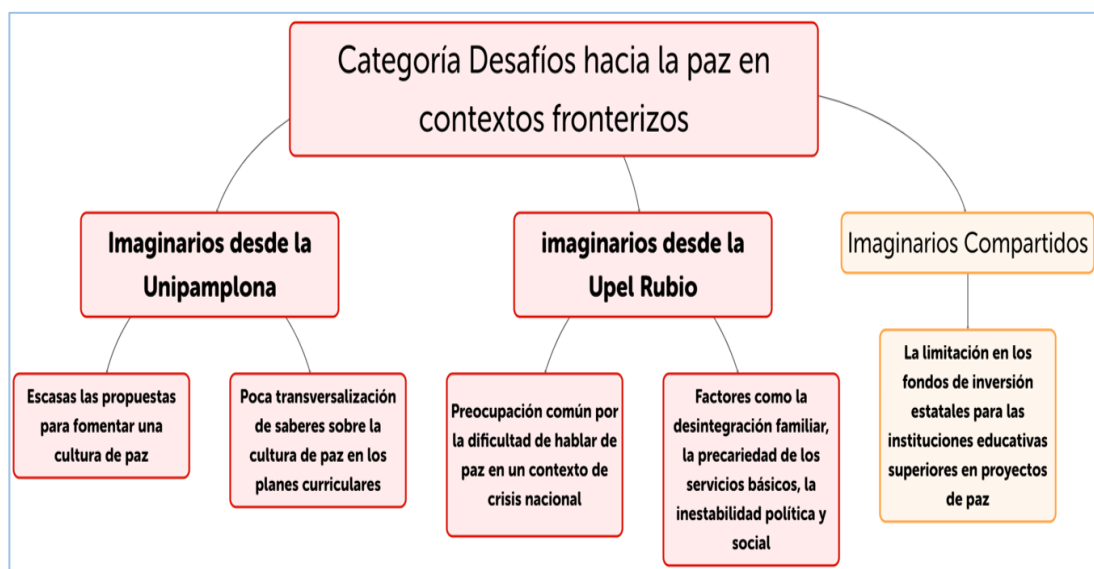 Categoría Desafíos hacia la paz en
contextos fronterizos
Imaginarios desde la
Unipamplona
imaginarios desde la
Upel Rubio
Imaginarios Compartidos
Escasas las propuestas
para fomentar una
cultura de paz
Poca transversalización
de saberes sobre la
cultura de paz en los
planes curriculares
Preocupación común por
la dificultad de hablar de
paz en un contexto de
crisis nacional
Factores como la
desintegración familiar,
la precariedad de los
servicios básicos, la
inestabilidad política y
social
La limitación en los
fondos de inversión
estatales para las
instituciones educativas
superiores en proyectos
de paz